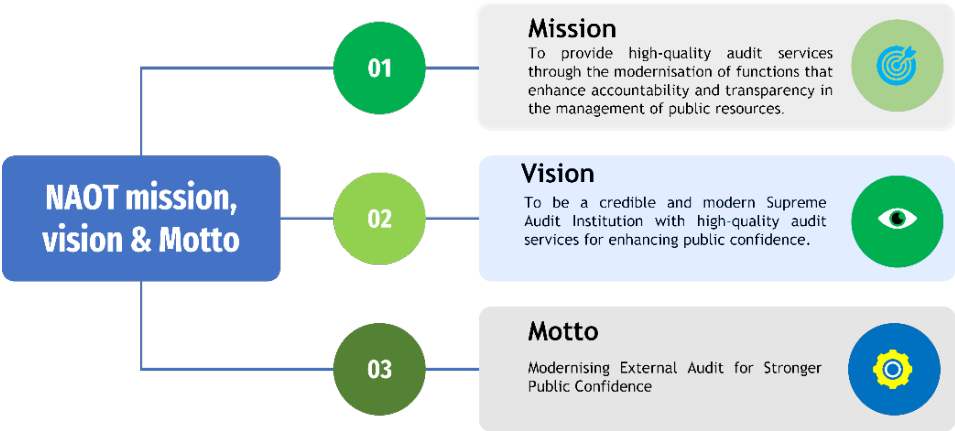 NAOT mission,
vision & Motto
01
Mission
To provide high-quality audit services
through the modernisation of functions that
enhance accountability and transparency in
the management of public resources.
02
Vision
To be a credible and modern Supreme
Audit Institution with high-quality audit
services for enhancing public confidence.
03
Motto
Modernising External Audit for Stronger
Public Confidence